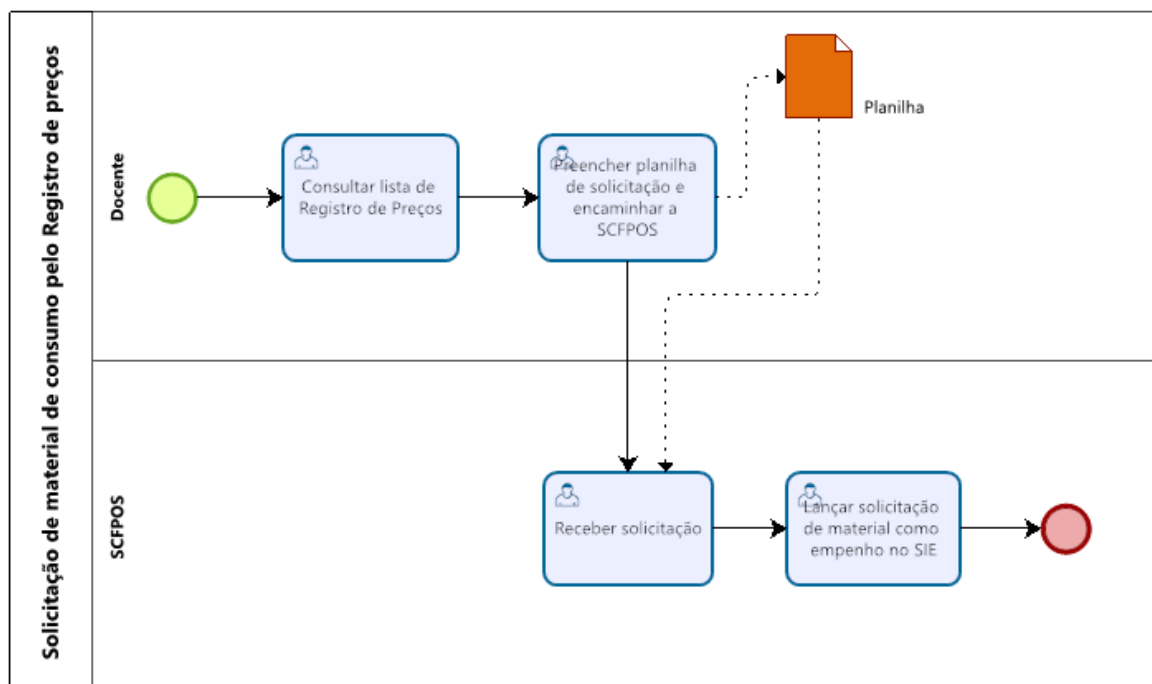 Solicitação de material de consumo pelo Registro de preços
Docente
Consultar lista de
Registro de Preços
Preencher planilha
de solicitação e
encaminhar a
SCFPOS
Planilha
SCFPOS
Receber solicitação
Lançar solicitação
de material como
empenho no SIE